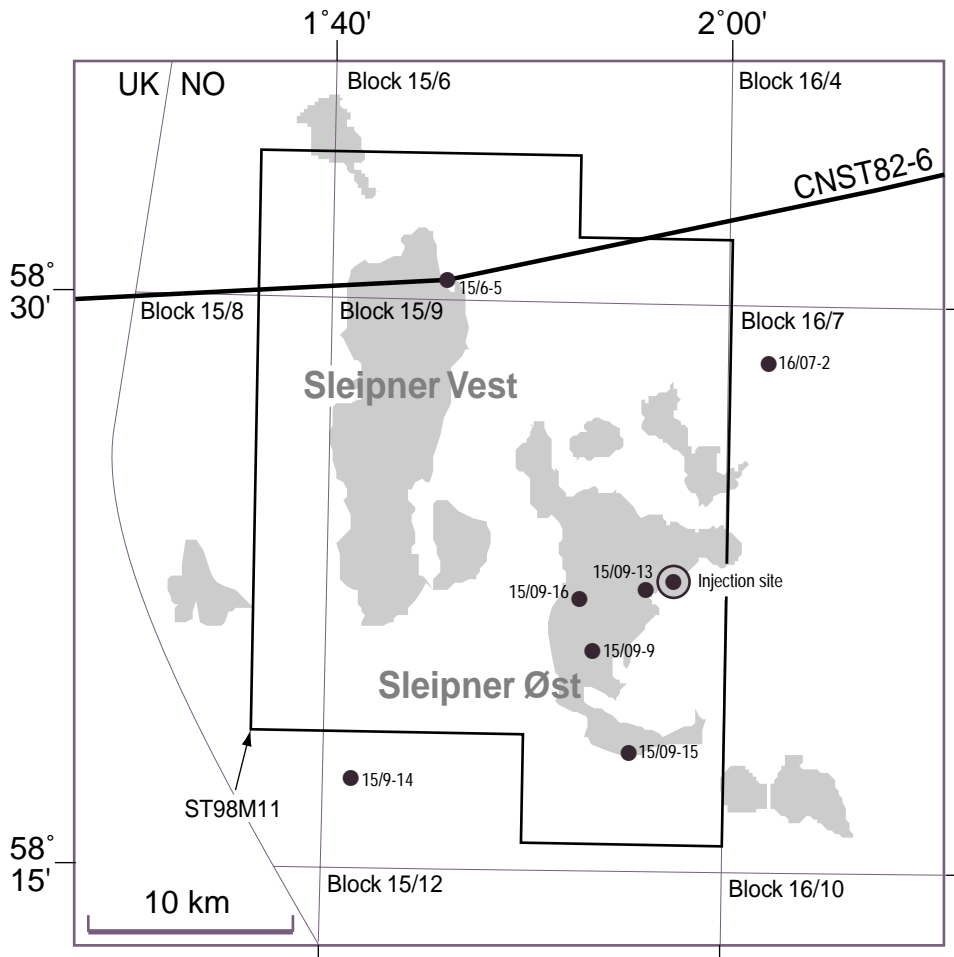 1˚40'
2˚00'
UK
NO
Block 15/6
Block 16/4
CNST82-6
58˚
30'
15/6-5
Block 15/8
Block 15/9
Block 16/7
16/07-2
Sleipner Vest
15/09-13
Injection site
15/09-16
15/09-9
Sleipner Øst
15/09-15
15/9-14
ST98M11
58˚
15'
Block 15/12
Block 16/10
10 km